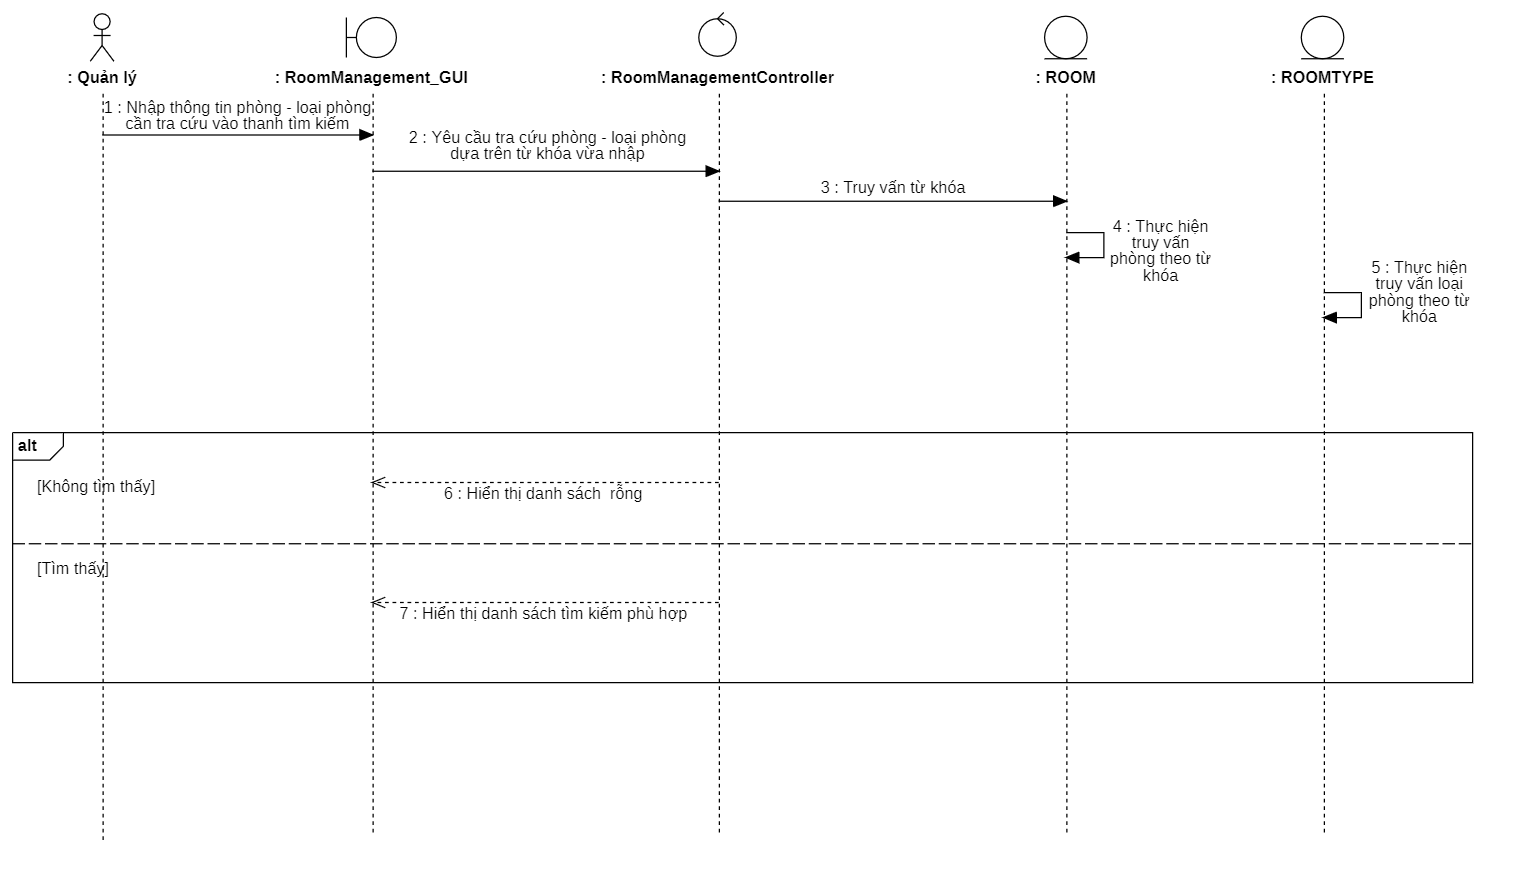 : Quản lý
: RoomManagement_GUI
: RoomManagementController
: ROOM
: ROOMTYPE
1 : Nhập thông tin phòng - loại phòng
cần tra cứu vào thanh tìm kiếm
2 : Yêu cầu tra cứu phòng - loại phòng
dựa trên từ khóa vừa nhập
3 : Truy vấn từ khóa
4 : Thực hiện
truy vấn
phòng theo từ
khóa
5 : Thực hiện
truy vấn loại
phòng theo từ
khóa
alt
[Không tìm thấy]
6 : Hiển thị danh sách  rỗng
[Tìm thấy]
7 : Hiển thị danh sách tìm kiếm phù hợp